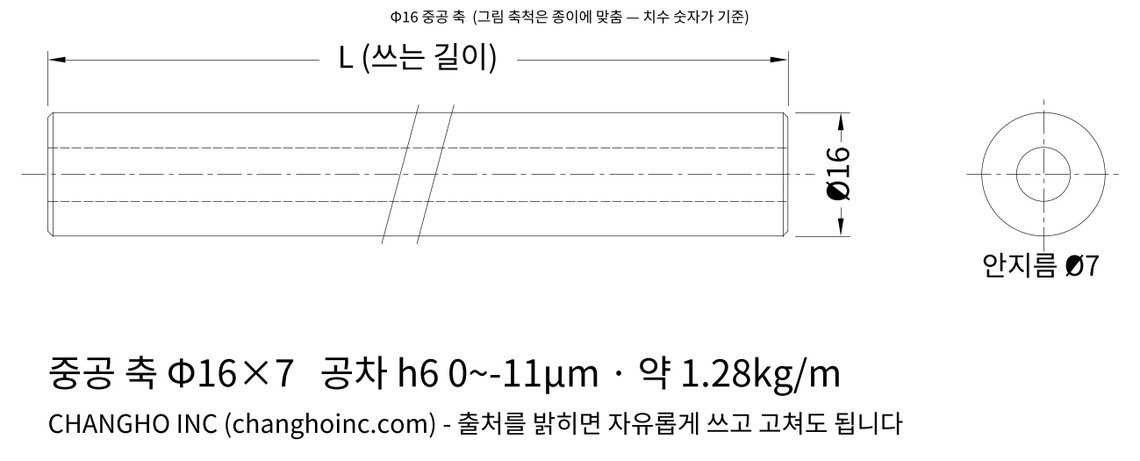 Φ16 중공 축 (그림 축척은 종이에 맞춤 — 치수 숫자가 기준)
L (쓰는 길이)
Ø16
안지름 Ø7
중공 축 Φ16×7 공차 h6 0~-11μm · 약 1.28kg/m
CHANGHO INC (changhoinc.com) - 출처를 밝히면 자유롭게 쓰고 고쳐도 됩니다